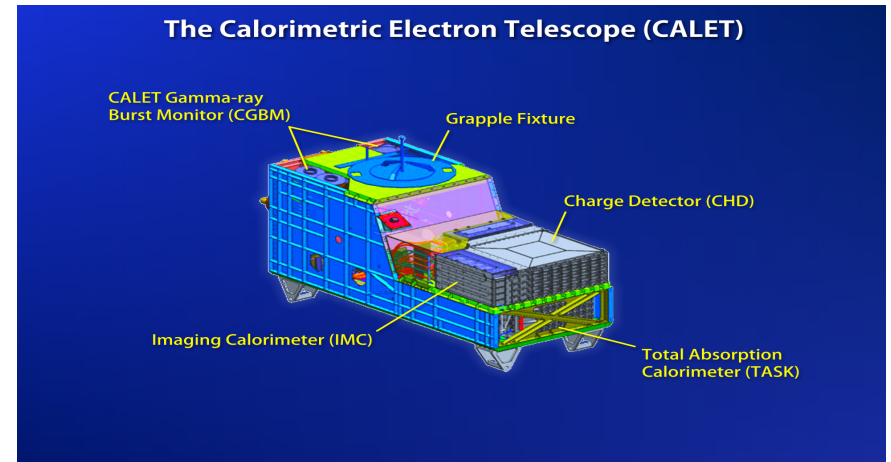 The Calorimetric Electron Telescope (CALET)
CALET Gamma-ray
Burst Monitor (CGBM)
Grapple Fixture
Charge Detector (CHD)
Imaging Calorimeter (IMC)
Total Absorption
Calorimeter (TASK)